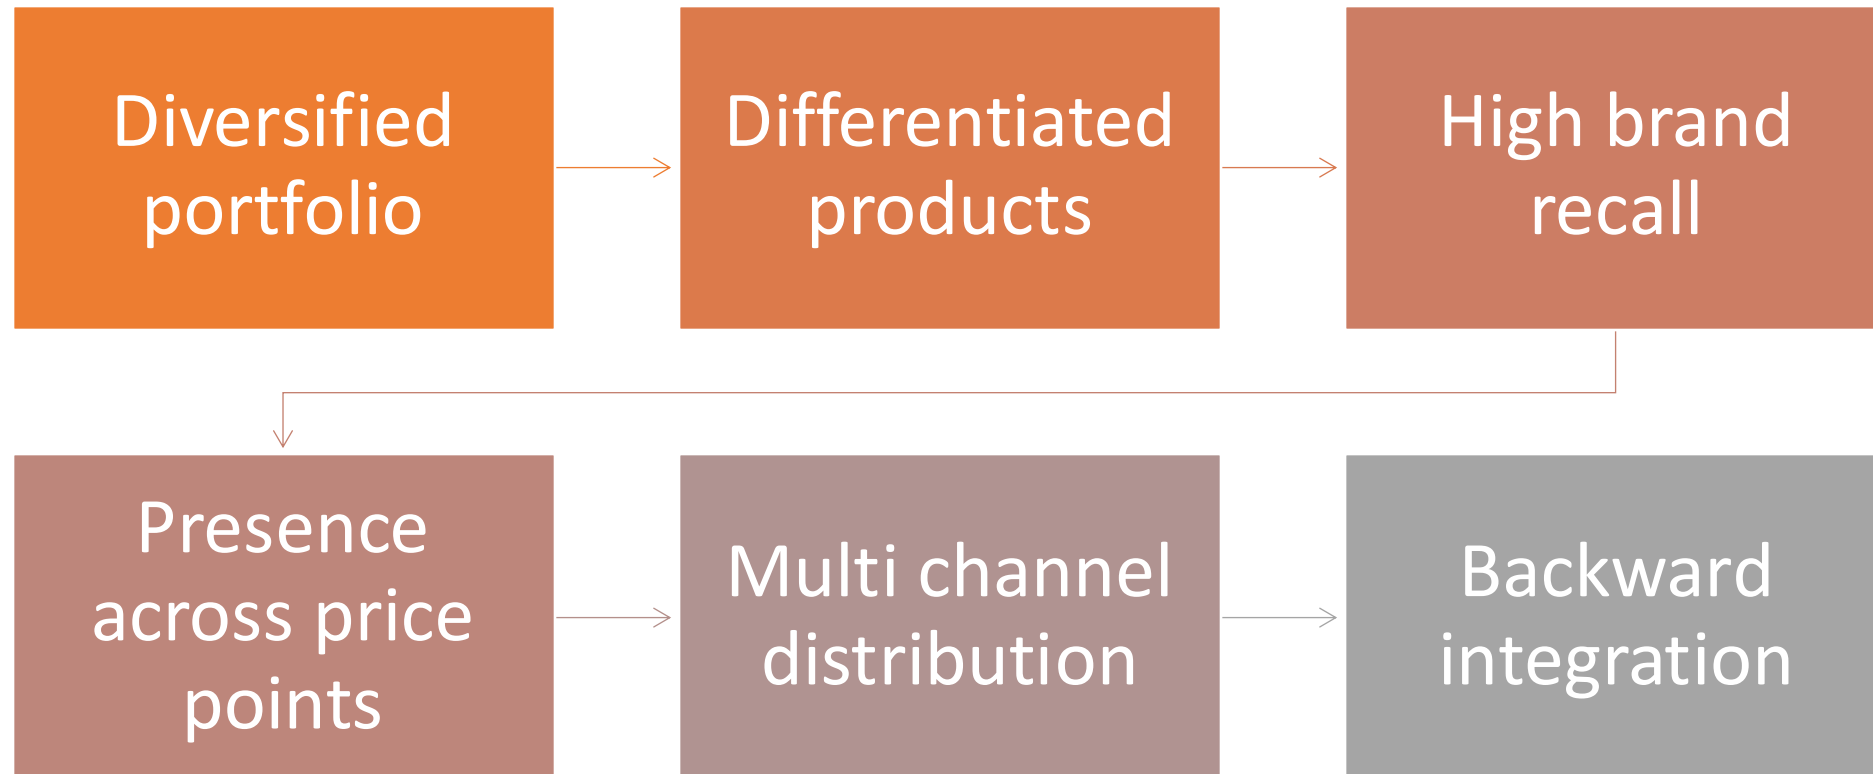 Diversified
portfolio
Differentiated
products
High brand
recall
Presence
across price
points
Multi channel
distribution
Backward
integration